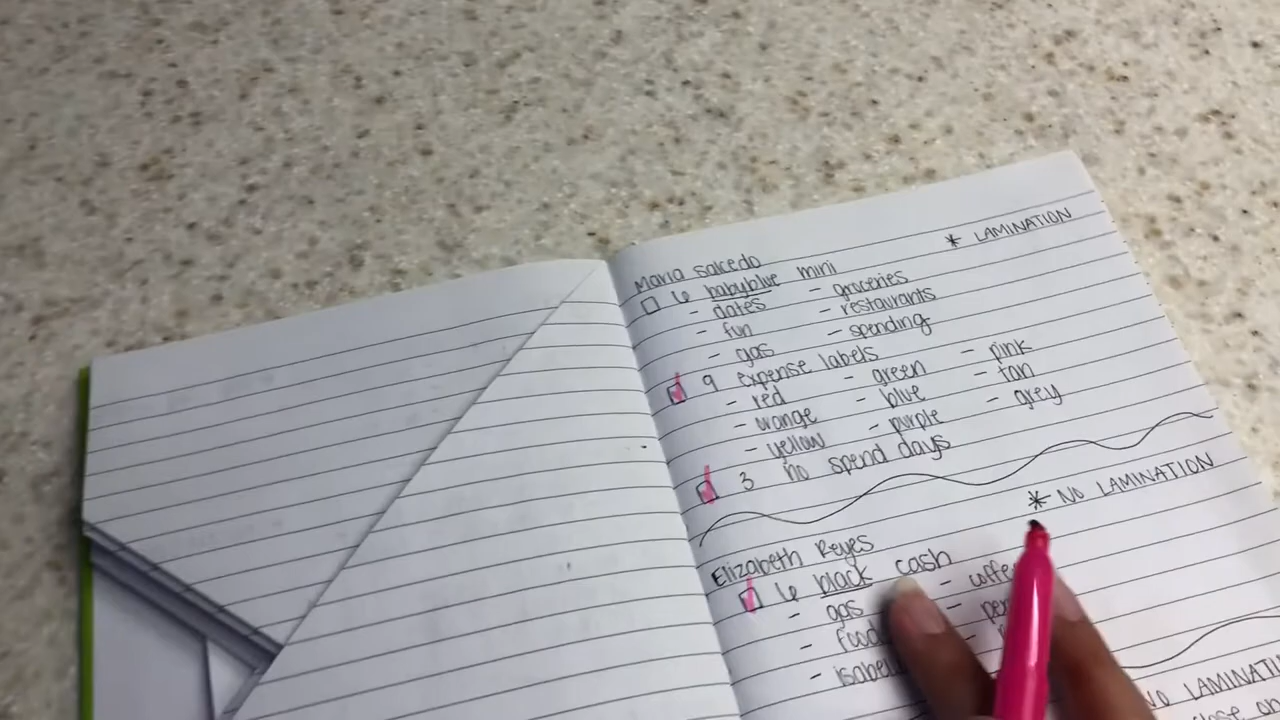 * LAMINATION
Maria Salcedo
6 babyblue mini
- dates - groceries
- fun - restaurants
- gas - spending
9 expense labels
- red - green - pink
- orange - blue - tan
- yellow - purple - grey
3 no spend days
* NO LAMINATION
Elizabeth Reyes
6 black cash
- gas -
- food -
-
NO LAMINATI